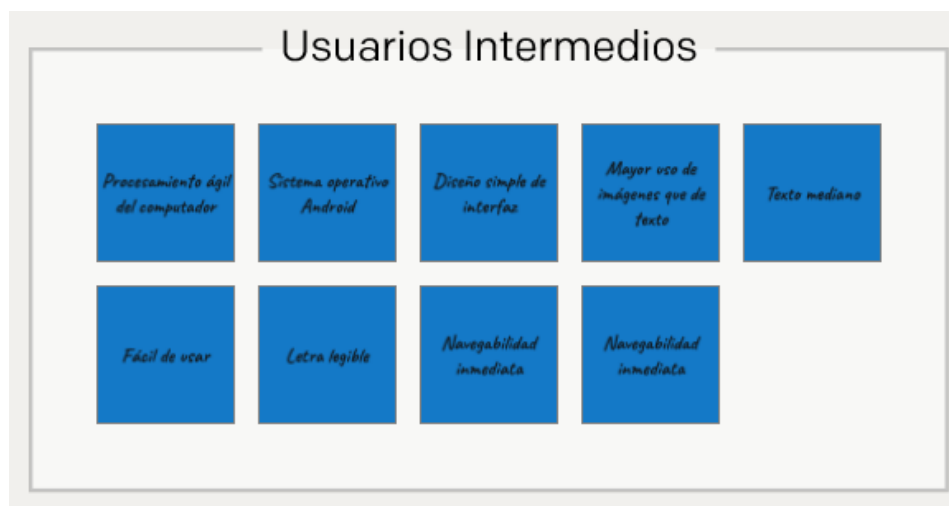 Usuarios Intermedios
Procesamiento ágil
del computador
Sistema operativo
Android
Diseño simple de
interfaz
Mayor uso de
imágenes que de
texto
Texto mediano
Fácil de usar
Letra legible
Navegabilidad
inmediata
Navegabilidad
inmediata